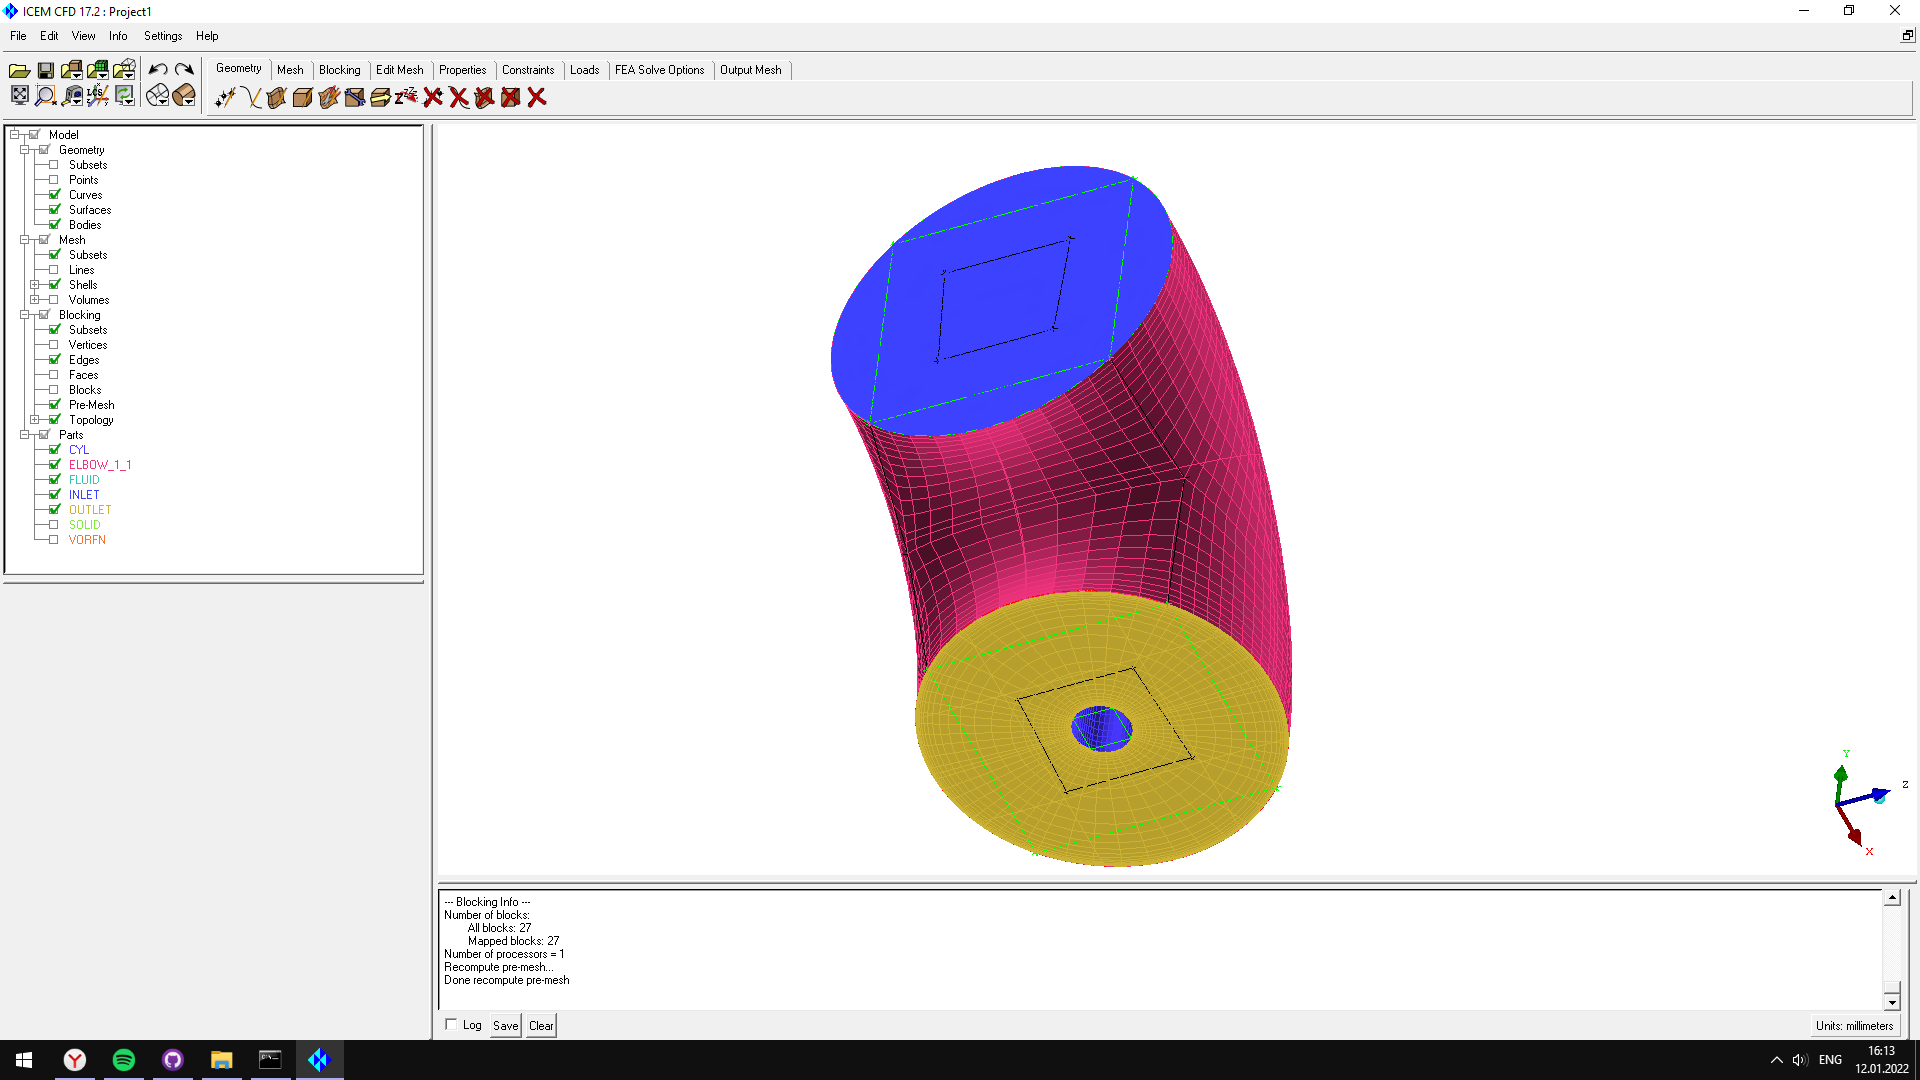 ICEM CFD 17.2 : Project1
File Edit View Info Settings Help
Geometry Mesh Blocking Edit Mesh Properties Constraints Loads FEA Solve Options Output Mesh
LCS
Model
Geometry
Subsets
Points
Curves
Surfaces
Bodies
Mesh
Subsets
Lines
Shells
Volumes
Blocking
Subsets
Vertices
Edges
Faces
Blocks
Pre-Mesh
Topology
Parts
CYL
ELBOW_1_1
FLUID
INLET
OUTLET
SOLID
VORFN
Y
Z
X
--- Blocking Info ---
Number of blocks:
All blocks: 27
Mapped blocks: 27
Number of processors = 1
Recompute pre-mesh...
Done recompute pre-mesh
Log Save Clear
Units: millimeters
ENG
16:13
12.01.2022